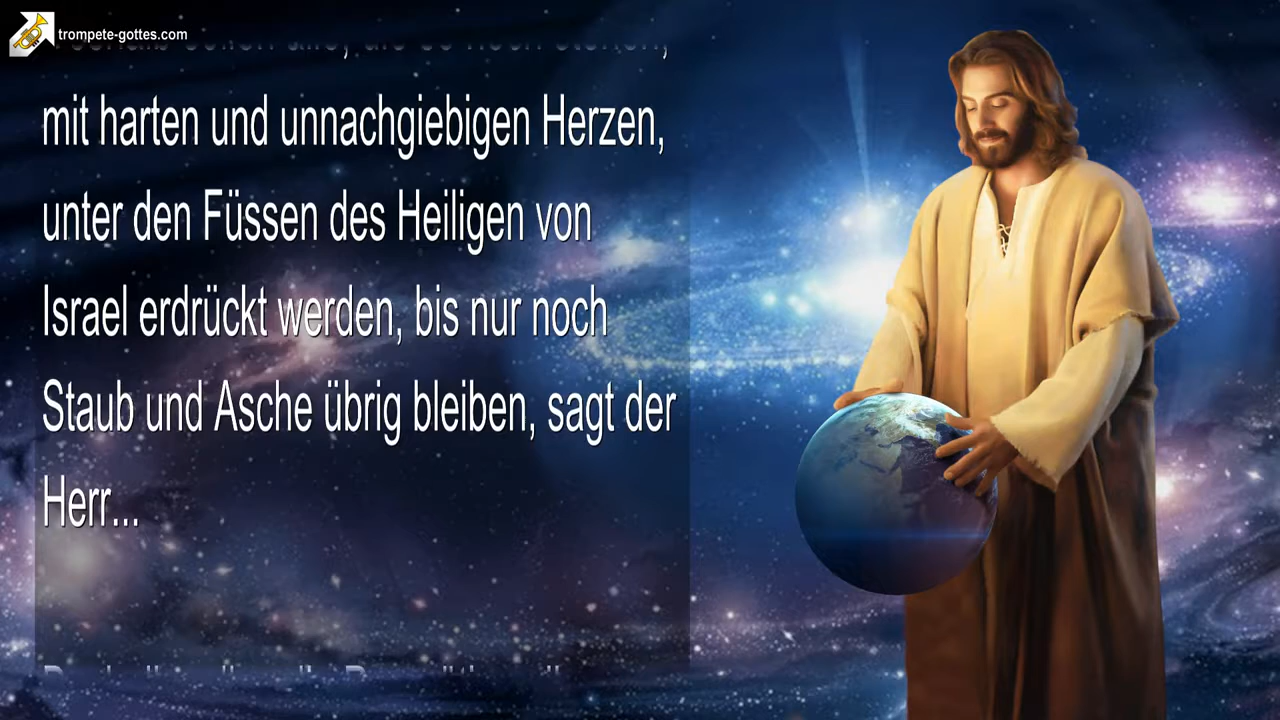 trompete-gottes.com
mit harten und unnachgiebigen Herzen,
unter den Füssen des Heiligen von
Israel erdrückt werden, bis nur noch
Staub und Asche übrig bleiben, sagt der
Herr...